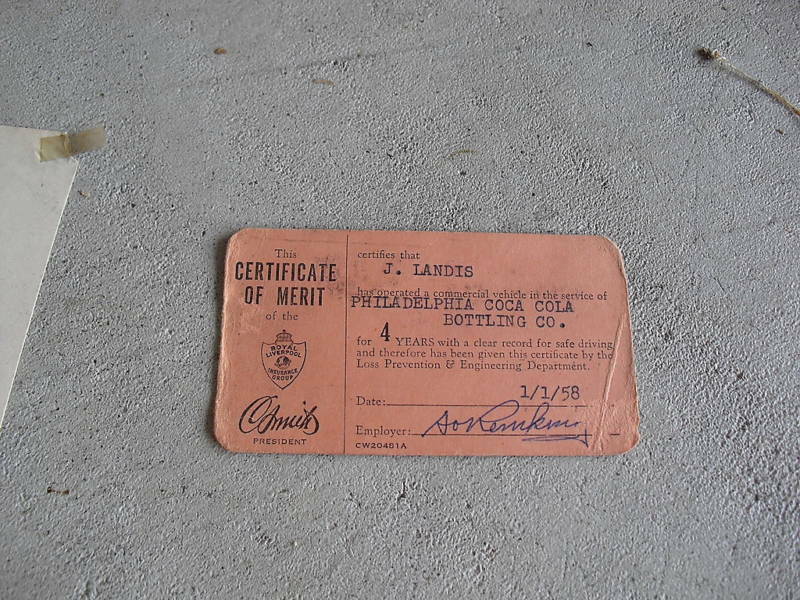 This
CERTIFICATE
OF MERIT
of the
ROYAL
LIVERPOOL
INSURANCE
GROUP
PRESIDENT
certifies that
J. LANDIS
has operated a commercial vehicle in the service of
PHILADELPHIA COCA COLA
BOTTLING CO.
for 4 YEARS with a clear record for safe driving
and therefore has been given this certificate by the
Loss Prevention & Engineering Department.
Date: 1/1/58
Employer:
CW20481A